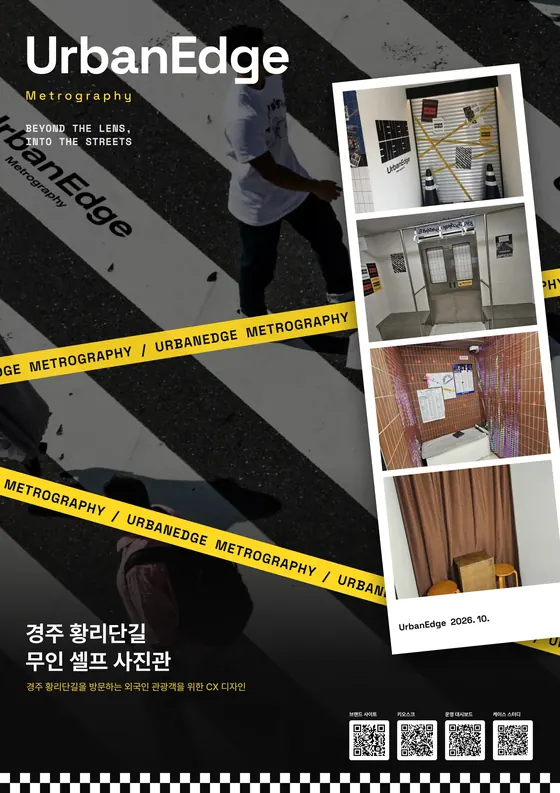 UrbanEdge
Metrography
BEYOND THE LENS,
INTO THE STREETS
UrbanEdge
Metrography
UrbanEdge
EDGE METROGRAPHY / URBANEDGE METROGRAPHY
METROGRAPHY / URBANEDGE METROGRAPHY / URBAN
UrbanEdge 2026. 10.
경주 황리단길
무인 셀프 사진관
경주 황리단길을 방문하는 외국인 관광객을 위한 CX 디자인
브랜드 사이트 키오스크 운영 대시보드 케이스 스터디